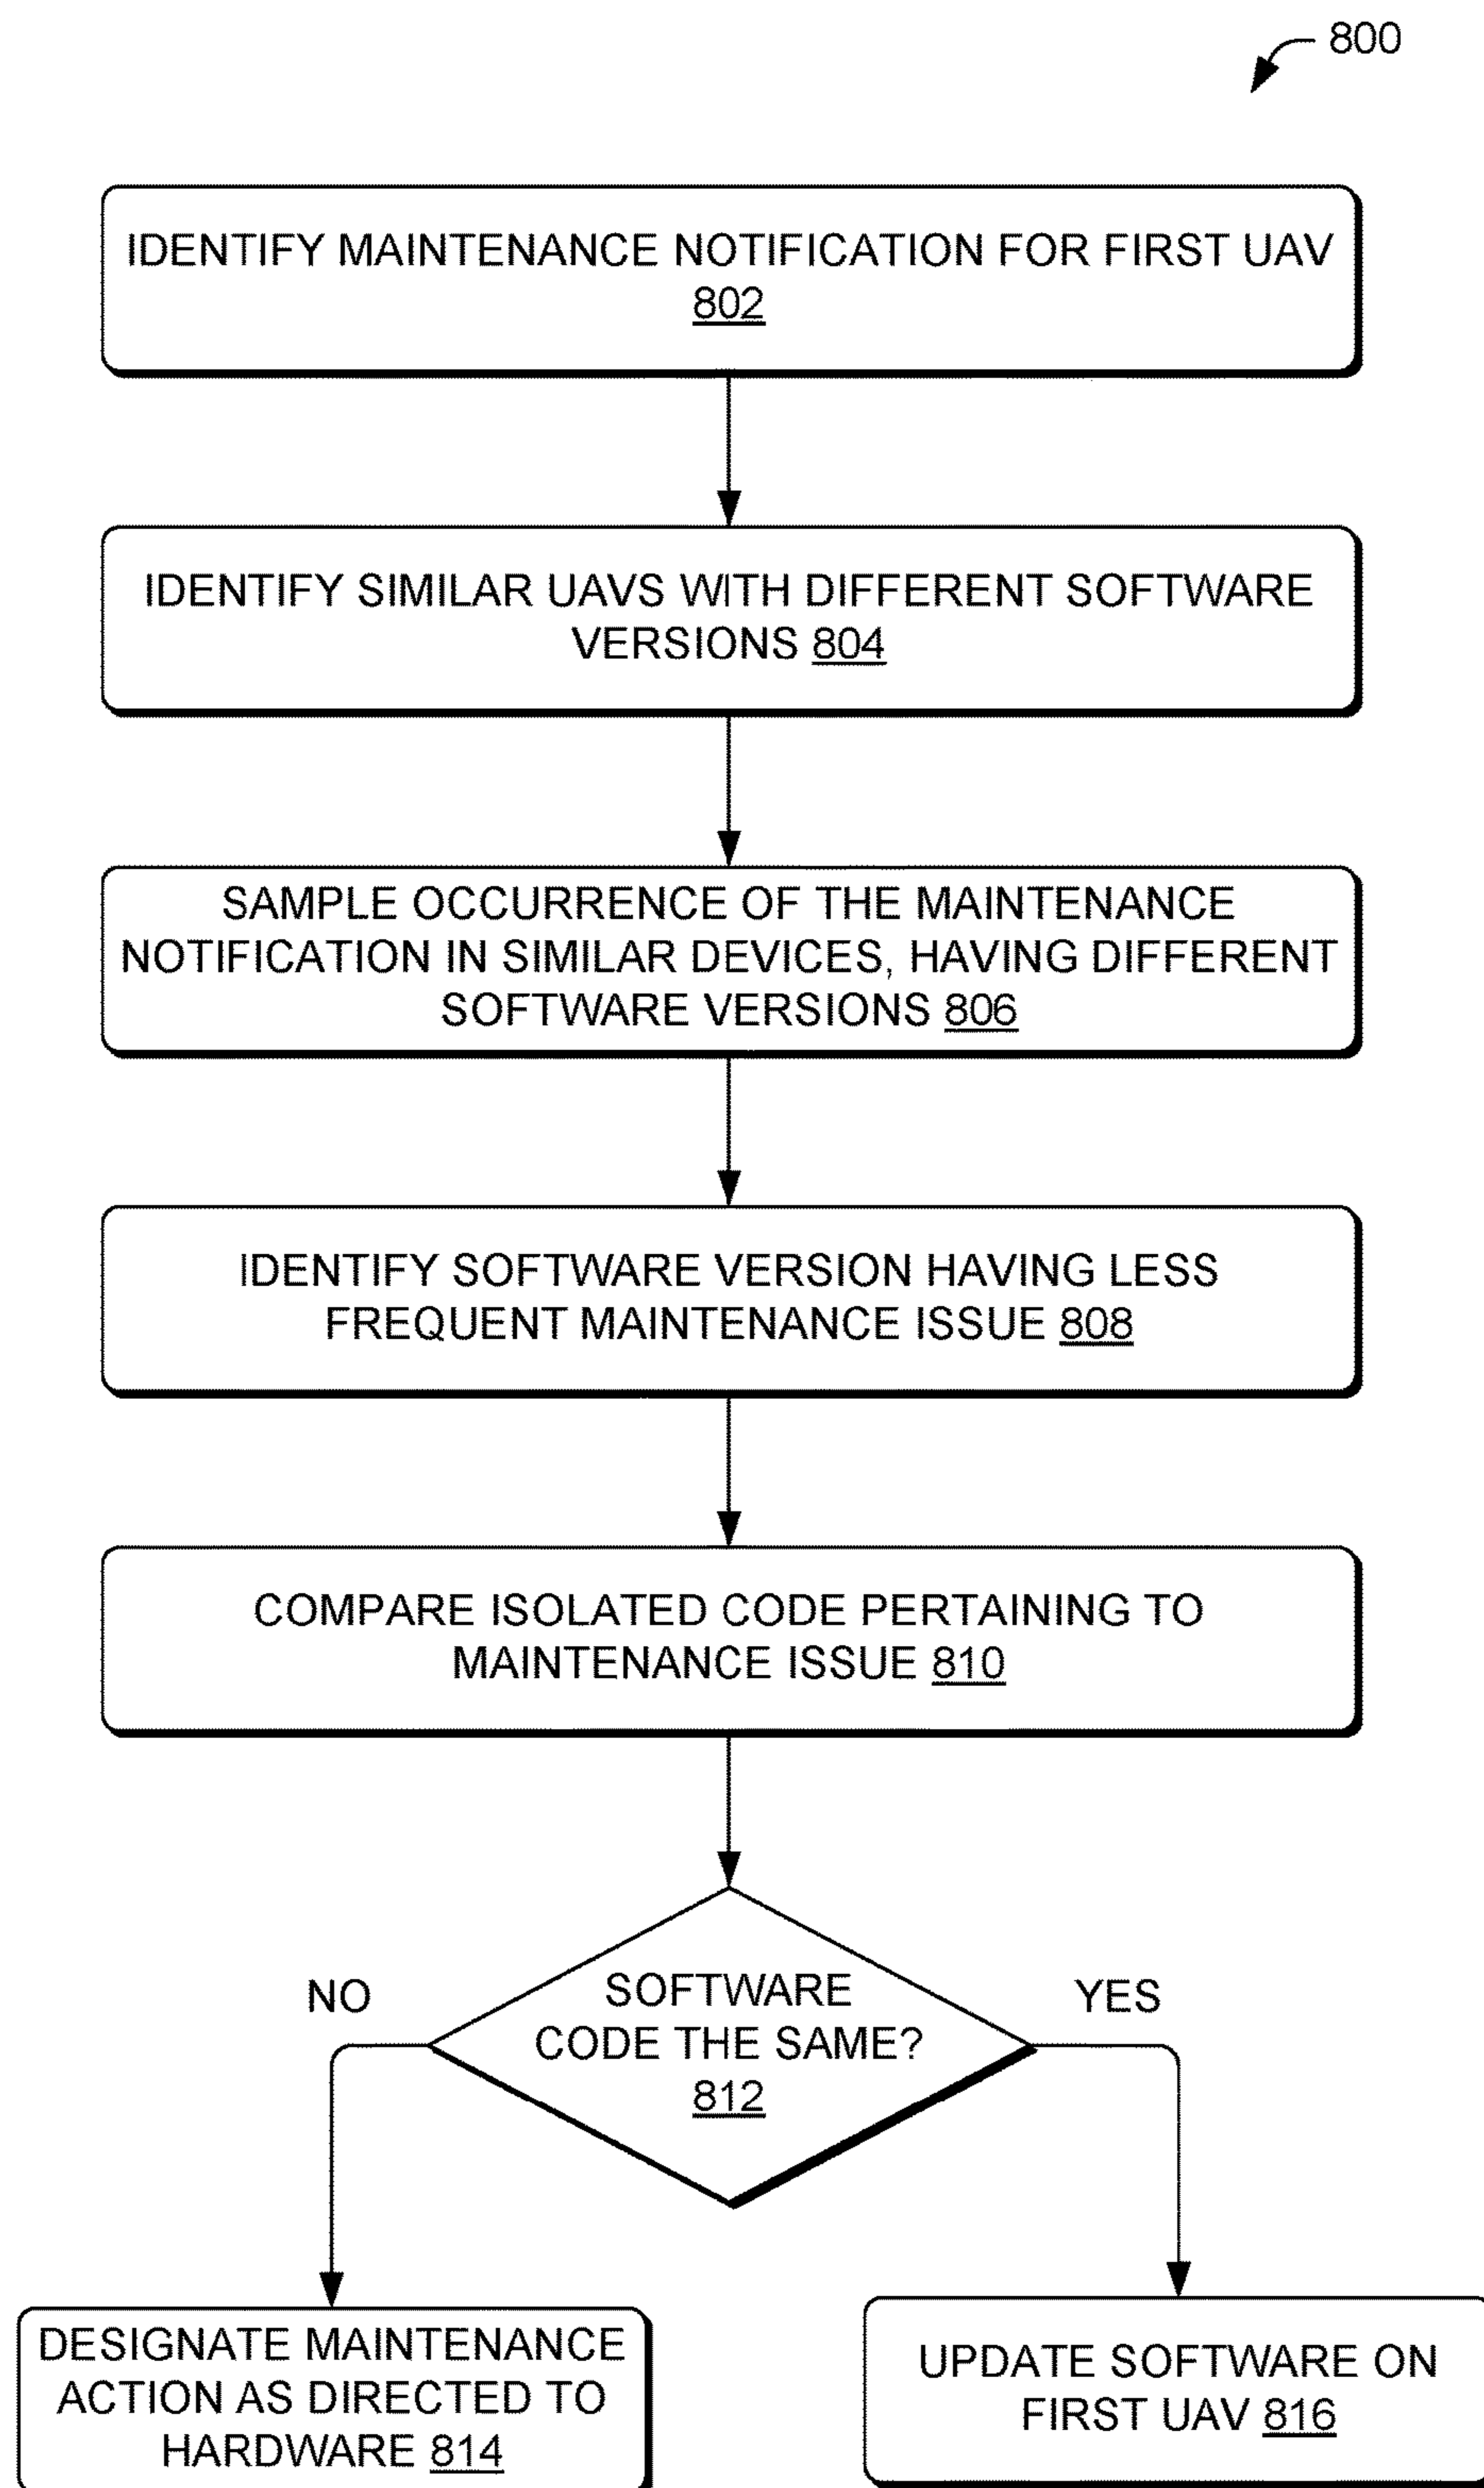 800
IDENTIFY MAINTENANCE NOTIFICATION FOR FIRST UAV
802
IDENTIFY SIMILAR UAVS WITH DIFFERENT SOFTWARE
VERSIONS 804
SAMPLE OCCURRENCE OF THE MAINTENANCE
NOTIFICATION IN SIMILAR DEVICES, HAVING DIFFERENT
SOFTWARE VERSIONS 806
IDENTIFY SOFTWARE VERSION HAVING LESS
FREQUENT MAINTENANCE ISSUE 808
COMPARE ISOLATED CODE PERTAINING TO
MAINTENANCE ISSUE 810
SOFTWARE
CODE THE SAME?
812
NO
YES
DESIGNATE MAINTENANCE
ACTION AS DIRECTED TO
HARDWARE 814
UPDATE SOFTWARE ON
FIRST UAV 816